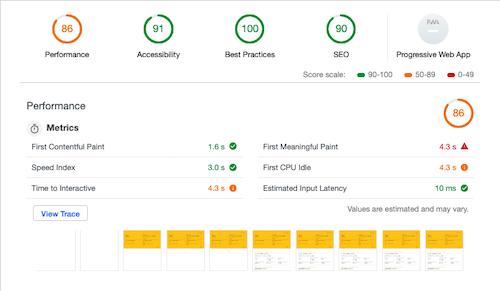 86 91 100 100 PWA
Performance Accessibility Best Practices SEO Progressive Web App
Score scale: 90-100 50-89 0-49
Performance 86
Metrics
First Contentful Paint 1.6 s First Meaningful Paint 4.3 s
Speed Index 3.0 s First CPU Idle 4.3 s
Time to Interactive 4.3 s Estimated Input Latency 10 ms
View Trace Values are estimated and may vary.